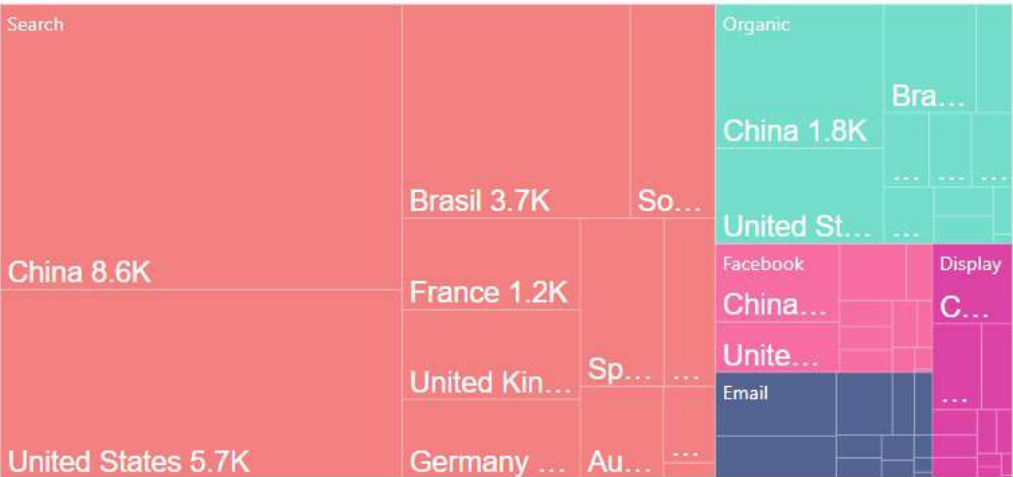 Search
China 8.6K
United States 5.7K
Brasil 3.7K
So...
France 1.2K
United Kin...
Germany ...
Sp...
...
Au...
...
Organic
China 1.8K
United St...
Bra...
...
...
...
...
Facebook
China...
Unite...
Email
Display
C...
...